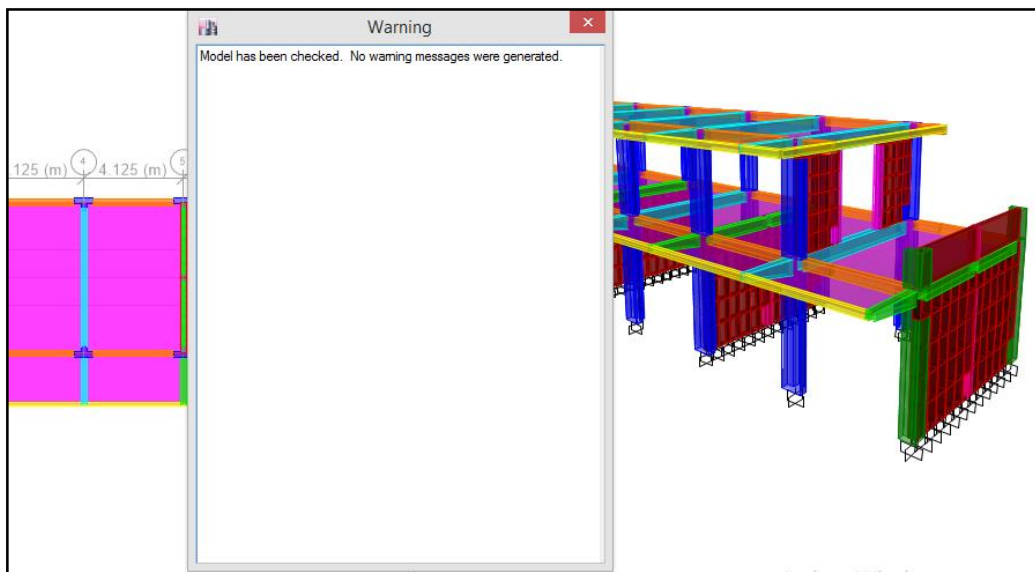 Warning
Model has been checked. No warning messages were generated.
.125 (m) 4 4.125 (m) 5